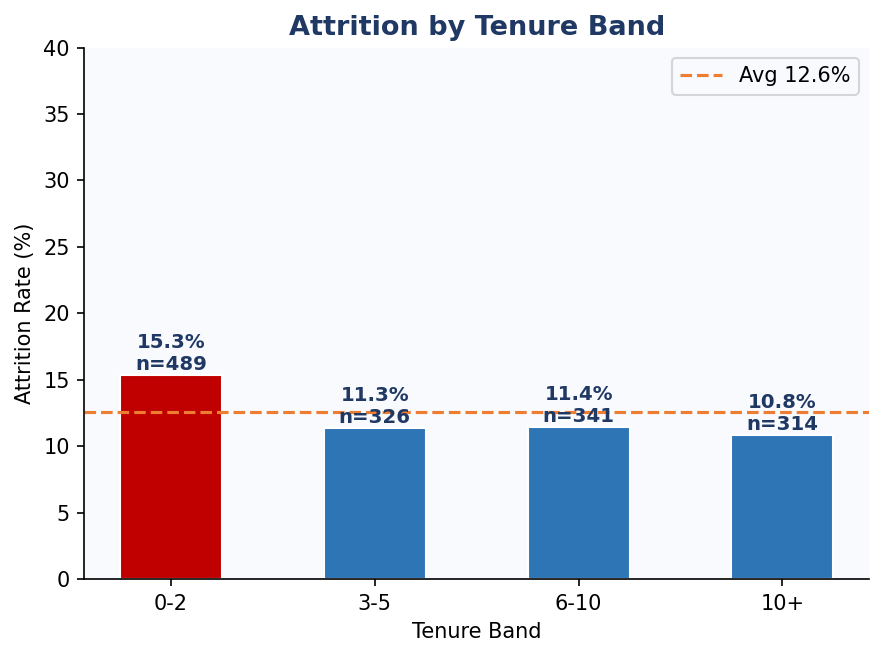 Attrition by Tenure Band
Avg 12.6%
Attrition Rate (%)
40
35
30
25
20
15
10
5
0
15.3%
n=489
11.3%
n=326
11.4%
n=341
10.8%
n=314
0-2
3-5
6-10
10+
Tenure Band